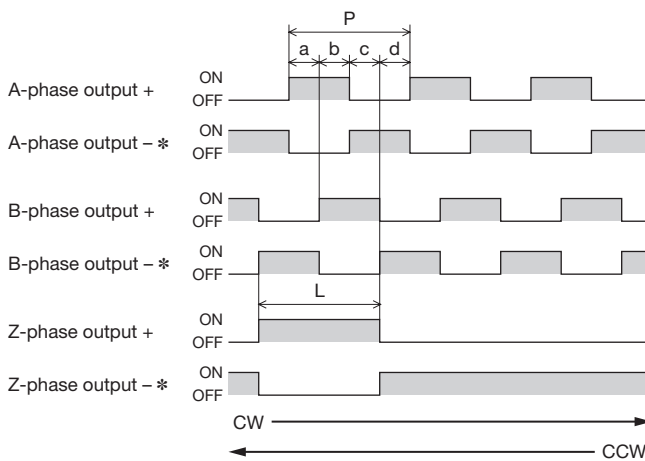 P
a b c d
A-phase output + ON
OFF
A-phase output – * ON
OFF
B-phase output + ON
OFF
B-phase output – * ON
OFF
L
Z-phase output + ON
OFF
Z-phase output – * ON
OFF
CW
CCW